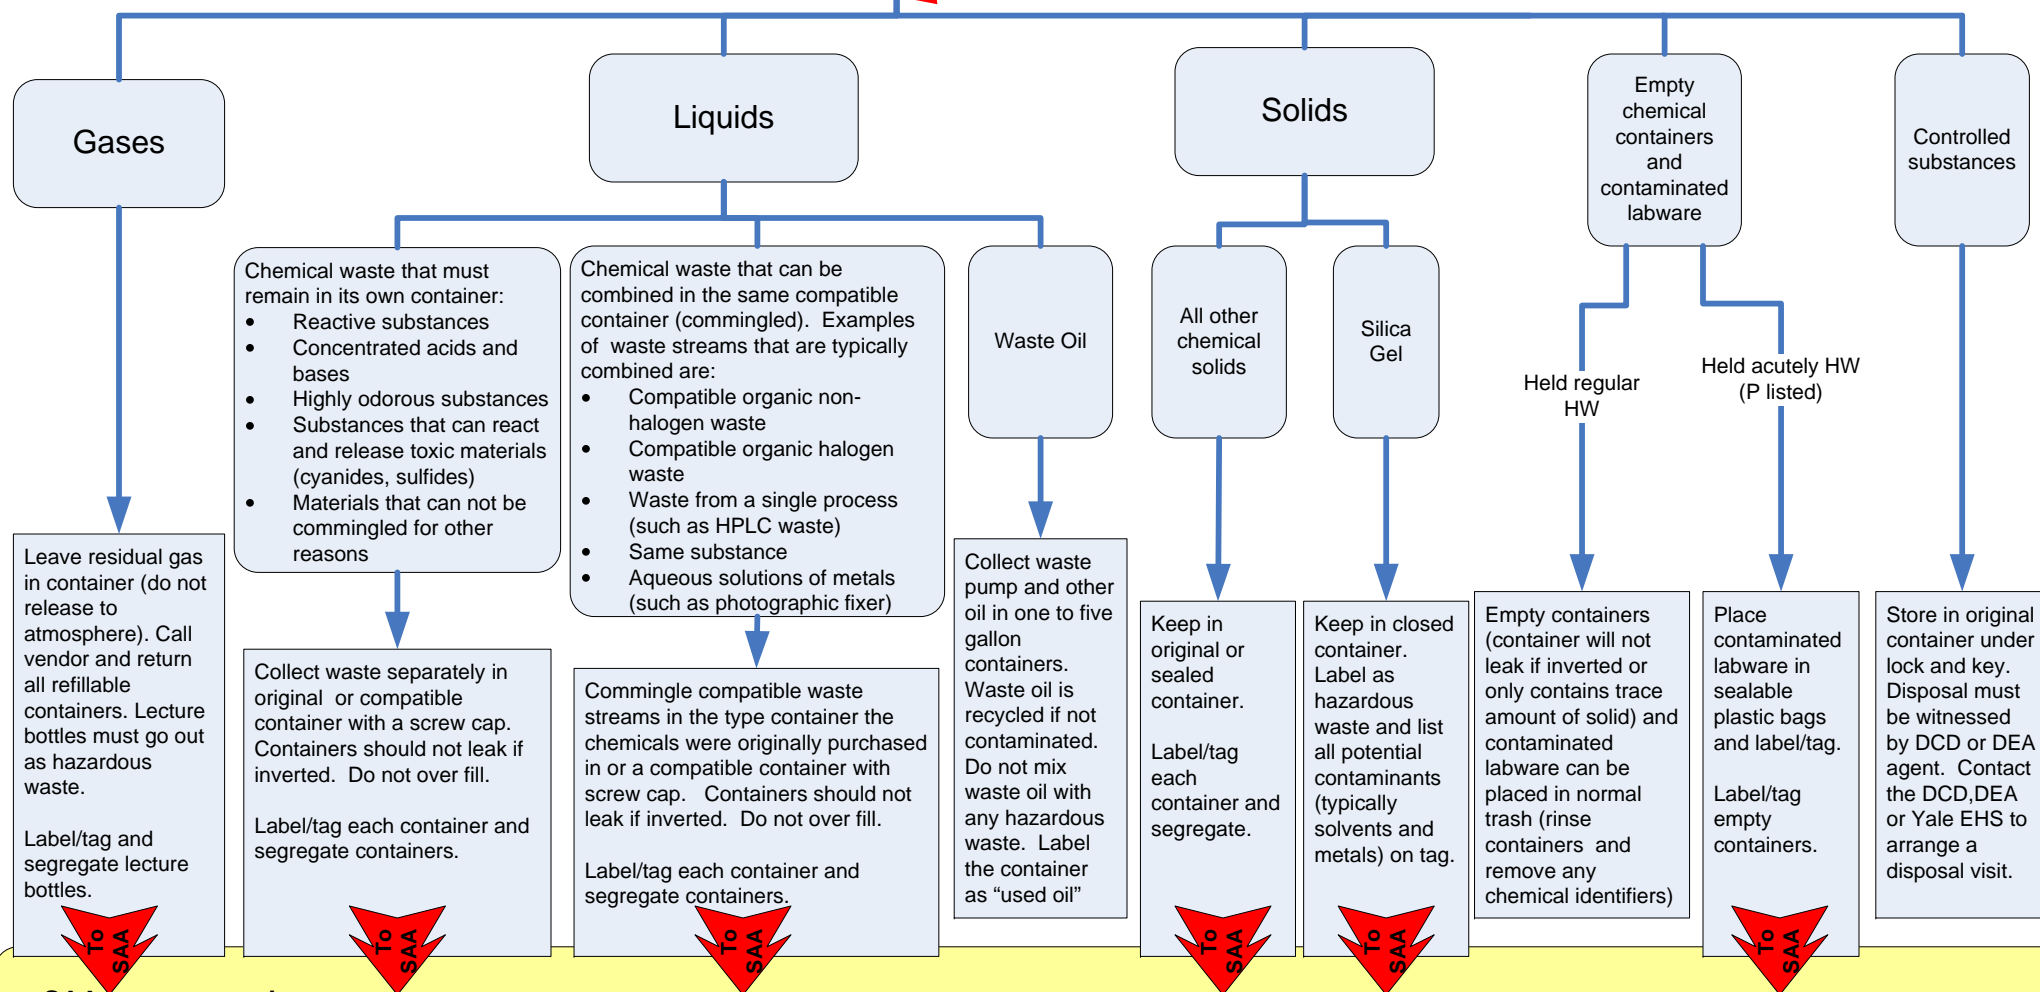 Gases
Liquids
Solids
Empty
chemical
containers
and
contaminated
labware
Controlled
substances
Chemical waste that must
remain in its own container:
• Reactive substances
• Concentrated acids and
bases
• Highly odorous substances
• Substances that can react
and release toxic materials
(cyanides, sulfides)
• Materials that can not be
commingled for other
reasons
Chemical waste that can be
combined in the same compatible
container (commingled). Examples
of waste streams that are typically
combined are:
• Compatible organic non-
halogen waste
• Compatible organic halogen
waste
• Waste from a single process
(such as HPLC waste)
• Same substance
• Aqueous solutions of metals
(such as photographic fixer)
Waste Oil
All other
chemical
solids
Silica
Gel
Held regular
HW
Held acutely HW
(P listed)
Leave residual gas
in container (do not
release to
atmosphere). Call
vendor and return
all refillable
containers. Lecture
bottles must go out
as hazardous
waste.
Label/tag and
segregate lecture
bottles.
Collect waste separately in
original or compatible
container with a screw cap.
Containers should not leak if
inverted. Do not over fill.
Label/tag each container and
segregate containers.
Commingle compatible waste
streams in the type container the
chemicals were originally purchased
in or a compatible container with
screw cap. Containers should not
leak if inverted. Do not over fill.
Label/tag each container and
segregate containers.
Collect waste
pump and other
oil in one to five
gallon
containers.
Waste oil is
recycled if not
contaminated.
Do not mix
waste oil with
any hazardous
waste. Label
the container
as “used oil”
Keep in
original or
sealed
container.
Label/tag
each
container and
segregate.
Keep in closed
container.
Label as
hazardous
waste and list
all potential
contaminants
(typically
solvents and
metals) on tag.
Empty containers
(container will not
leak if inverted or
only contains trace
amount of solid) and
contaminated
labware can be
placed in normal
trash (rinse
containers and
remove any
chemical identifiers)
Place
contaminated
labware in
sealable
plastic bags
and label/tag.
Label/tag
empty
containers.
Store in original
container under
lock and key.
Disposal must
be witnessed
by DCD or DEA
agent. Contact
the DCD,DEA
or Yale EHS to
arrange a
disposal visit.
To
SAA
To
SAA
To
SAA
To
SAA
To
SAA
To
SAA